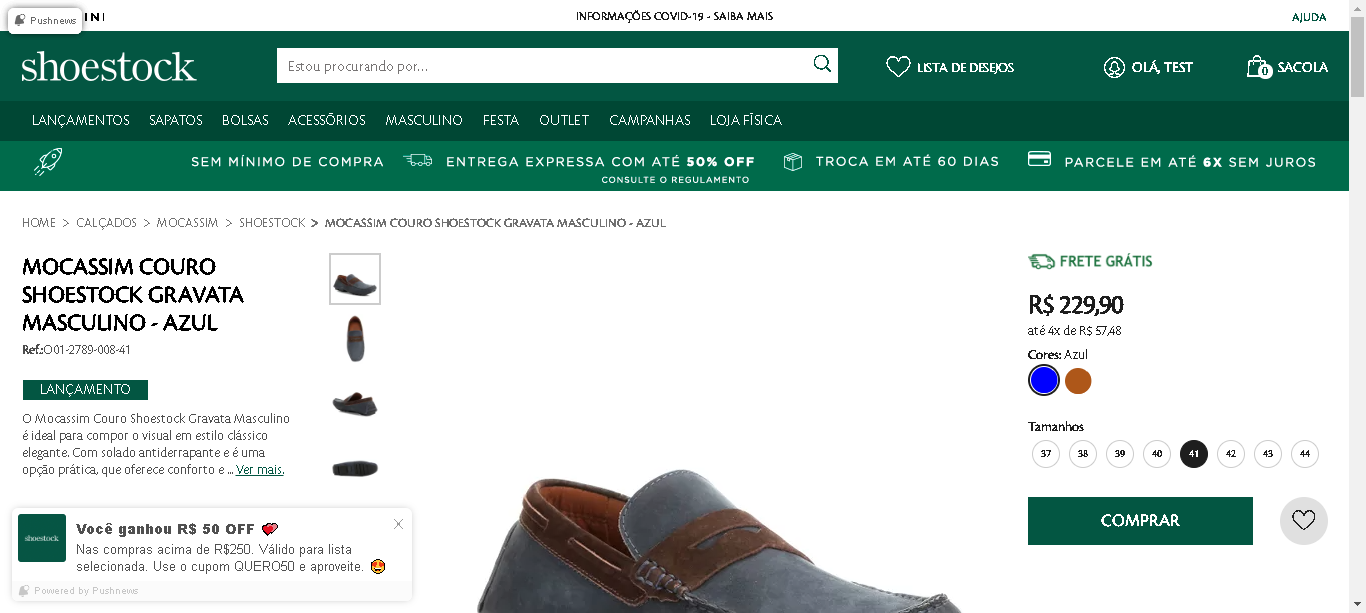 Pushnews
INI
INFORMAÇÕES COVID-19 - SAIBA MAIS
AJUDA
shoestock
Estou procurando por...
LISTA DE DESEJOS
OLÁ, TEST
0
SACOLA
LANÇAMENTOS SAPATOS BOLSAS ACESSÓRIOS MASCULINO FESTA OUTLET CAMPANHAS LOJA FÍSICA
SEM MÍNIMO DE COMPRA
ENTREGA EXPRESSA COM ATÉ 50% OFF
CONSULTE O REGULAMENTO
TROCA EM ATÉ 60 DIAS
PARCELE EM ATÉ 6X SEM JUROS
HOME > CALÇADOS > MOCASSIM > SHOESTOCK > MOCASSIM COURO SHOESTOCK GRAVATA MASCULINO - AZUL
MOCASSIM COURO
SHOESTOCK GRAVATA
MASCULINO - AZUL
Ref.:O01-2789-008-41
LANÇAMENTO
O Mocassim Couro Shoestock Gravata Masculino
é ideal para compor o visual em estilo clássico
elegante. Com solado antiderrapante e é uma
opção prática, que oferece conforto e ... Ver mais.
FRETE GRÁTIS
R$ 229,90
até 4x de R$ 57,48
Cores: Azul
Tamanhos
37 38 39 40 41 42 43 44
COMPRAR
shoestock
Você ganhou R$ 50 OFF 💝
Nas compras acima de R$250. Válido para lista
selecionada. Use o cupom QUERO50 e aproveite. 😍
Powered by Pushnews